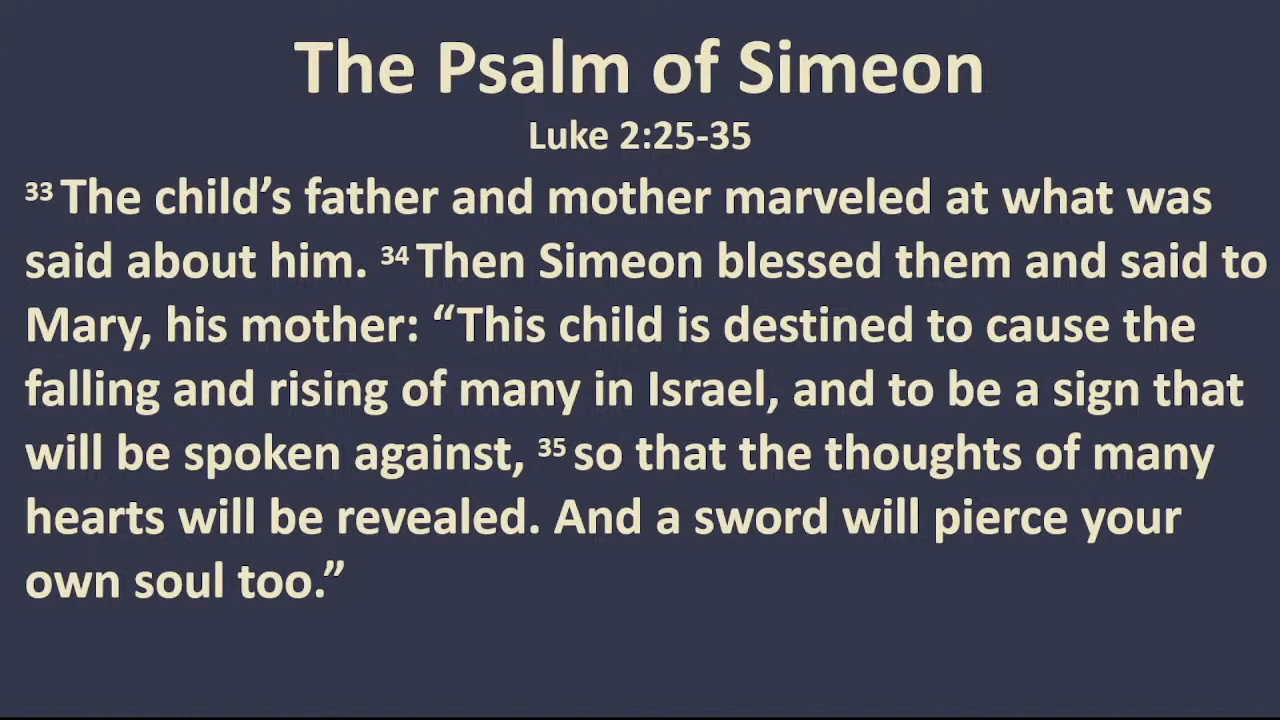 The Psalm of Simeon
Luke 2:25-35
33 The child’s father and mother marveled at what was
said about him. 34 Then Simeon blessed them and said to
Mary, his mother: “This child is destined to cause the
falling and rising of many in Israel, and to be a sign that
will be spoken against, 35 so that the thoughts of many
hearts will be revealed. And a sword will pierce your
own soul too.”